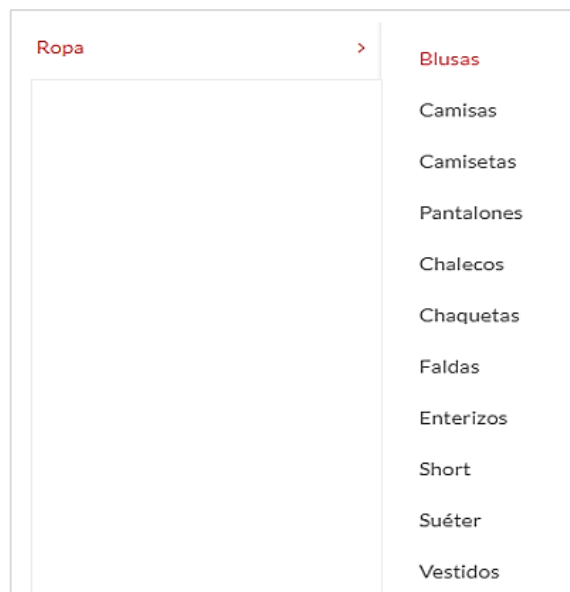 Ropa >
Blusas
Camisas
Camisetas
Pantalones
Chalecos
Chaquetas
Faldas
Enterizos
Short
Suéter
Vestidos